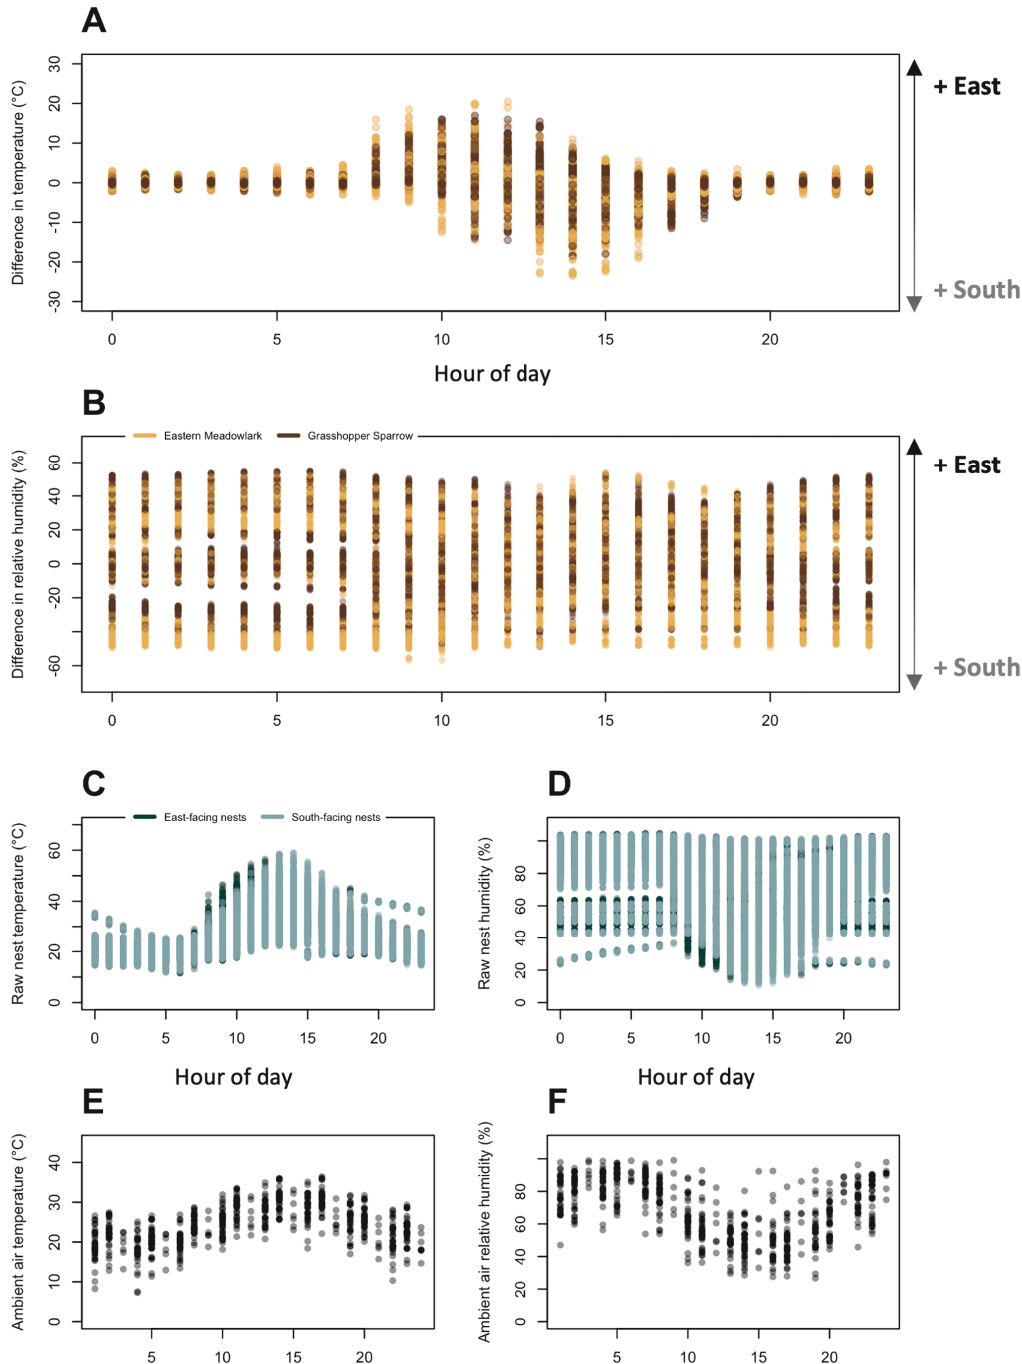 A
Difference in temperature (°C)
30
20
10
0
-10
-20
-30
0 5 10 15 20
Hour of day
+ East
+ South
B
Eastern Meadowlark Grasshopper Sparrow
Difference in relative humidity (%)
60
40
20
0
-20
-60
0 5 10 15 20
+ East
+ South
C
East-facing nests South-facing nests
Raw nest temperature (°C)
60
40
20
0
0 5 10 15 20
Hour of day
D
Raw nest humidity (%)
80
60
40
20
0
0 5 10 15 20
Hour of day
E
Ambient air temperature (°C)
40
30
20
10
0
5 10 15 20
F
Ambient air relative humidity (%)
80
60
40
20
0
5 10 15 20